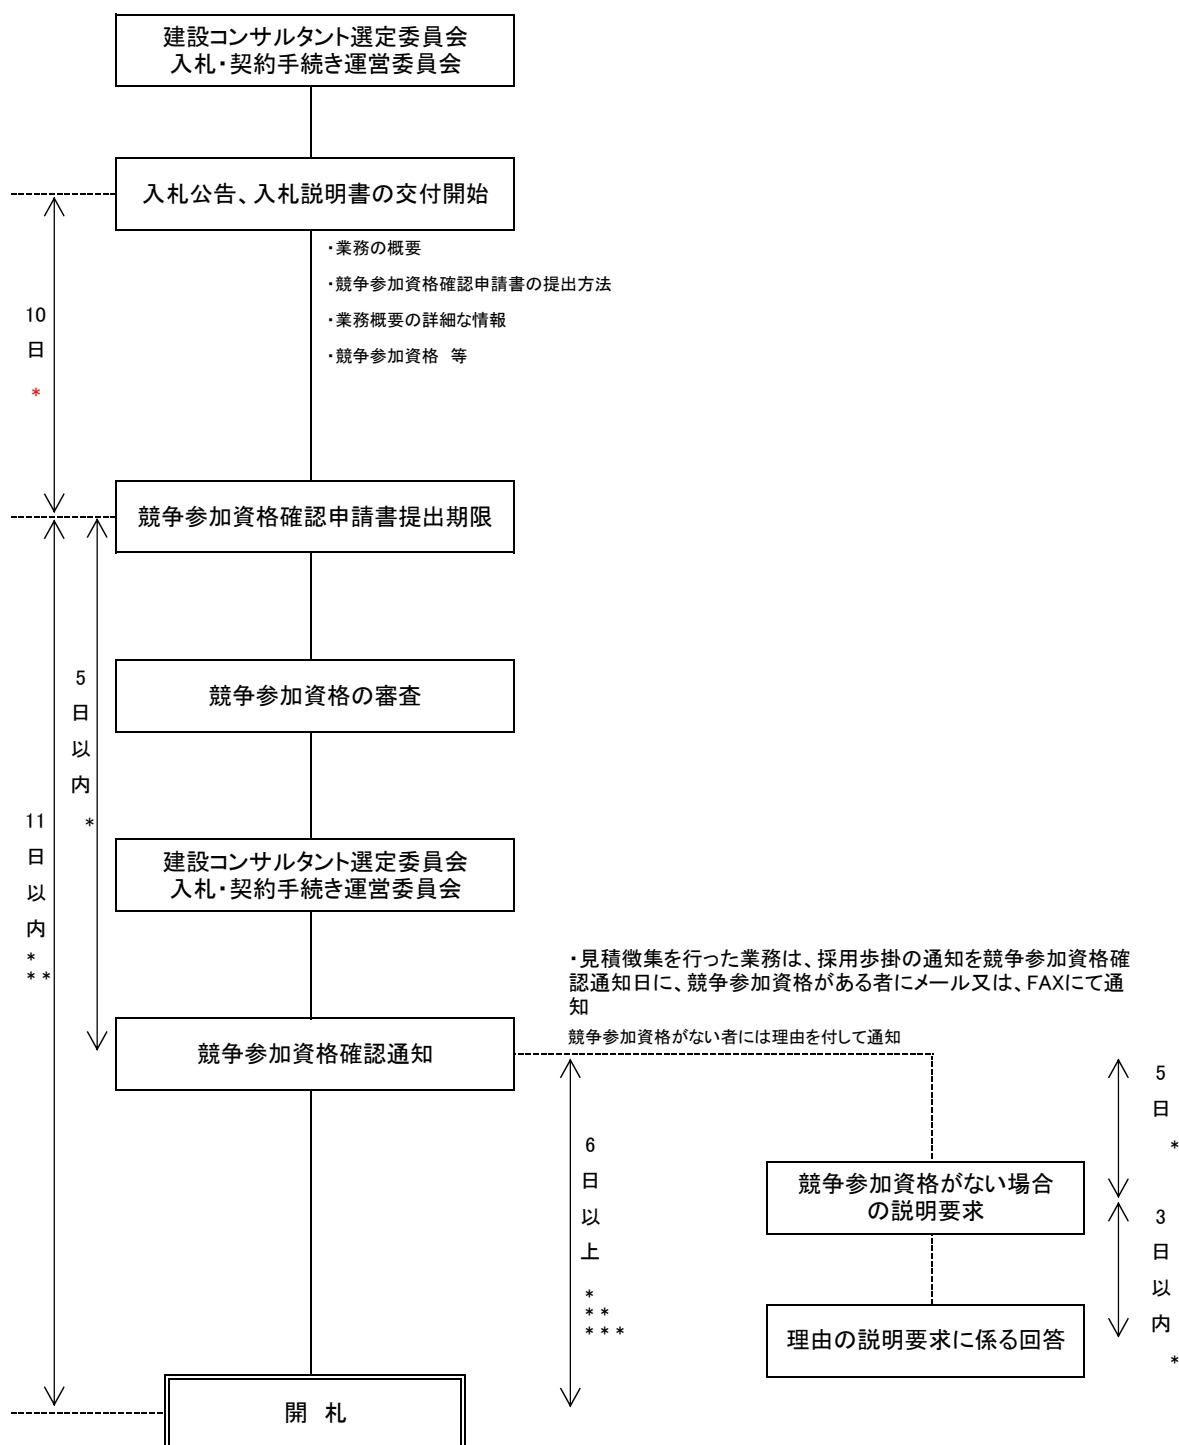 建設コンサルタント選定委員会
入札・契約手続き運営委員会
入札公告、入札説明書の交付開始
・業務の概要
・競争参加資格確認申請書の提出方法
・業務概要の詳細な情報
・競争参加資格　等
10
日
*
競争参加資格確認申請書提出期限
競争参加資格の審査
5
日
以
内
*
11
日
以
内
*
**
建設コンサルタント選定委員会
入札・契約手続き運営委員会
・見積徴集を行った業務は、採用歩掛の通知を競争参加資格確
認通知日に、競争参加資格がある者にメール又は、FAXにて通
知
競争参加資格がない者には理由を付して通知
競争参加資格確認通知
6
日
以
上
*
**
***
5
日
*
競争参加資格がない場合
の説明要求
3
日
以
内
*
理由の説明要求に係る回答
開　札